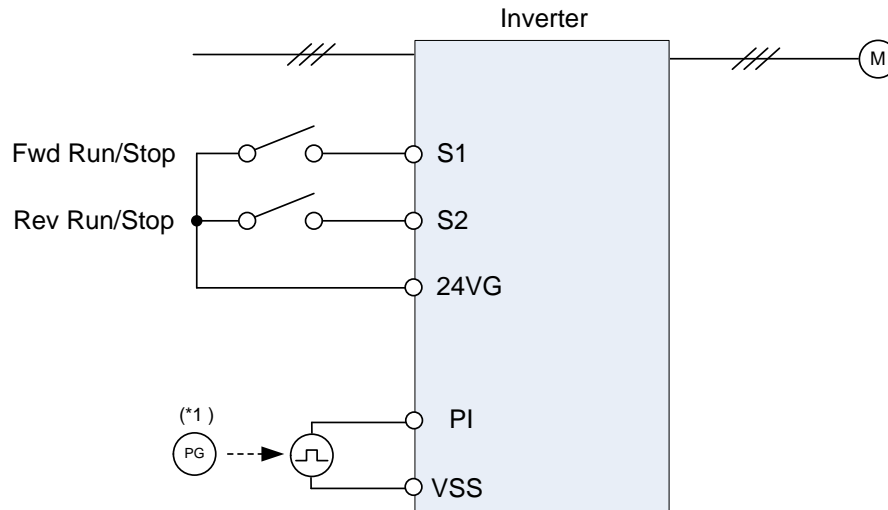 Inverter
M
Fwd Run/Stop
S1
Rev Run/Stop
S2
24VG
(*1 )
PI
PG
VSS